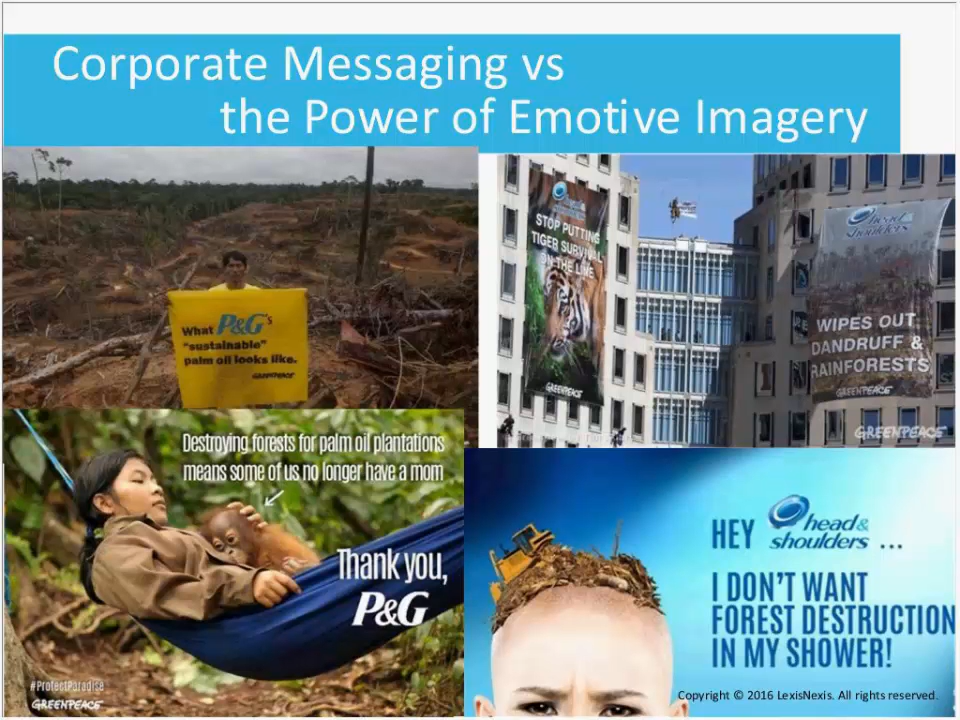 Corporate Messaging vs
the Power of Emotive Imagery
What P&G's
"sustainable"
palm oil looks like.
GREENPEACE
head&
shoulders
STOP PUTTING
TIGER SURVIVAL
ON THE LINE
GREENPEACE
head&
shoulders
WIPES OUT
DANDRUFF &
RAINFORESTS
GREENPEACE
GREENPEACE
Destroying forests for palm oil plantations
means some of us no longer have a mom
Thank you,
P&G
#ProtectParadise
GREENPEACE
HEY head&
shoulders ...
I DON'T WANT
FOREST DESTRUCTION
IN MY SHOWER!
Copyright © 2016 LexisNexis. All rights reserved.